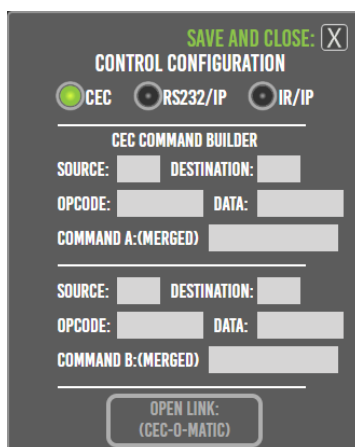 SAVE AND CLOSE: X
CONTROL CONFIGURATION
CEC RS232/IP IR/IP
CEC COMMAND BUILDER
SOURCE: DESTINATION:
OPCODE: DATA:
COMMAND A:(MERGED)
SOURCE: DESTINATION:
OPCODE: DATA:
COMMAND B:(MERGED)
OPEN LINK:
(CEC-O-MATIC)